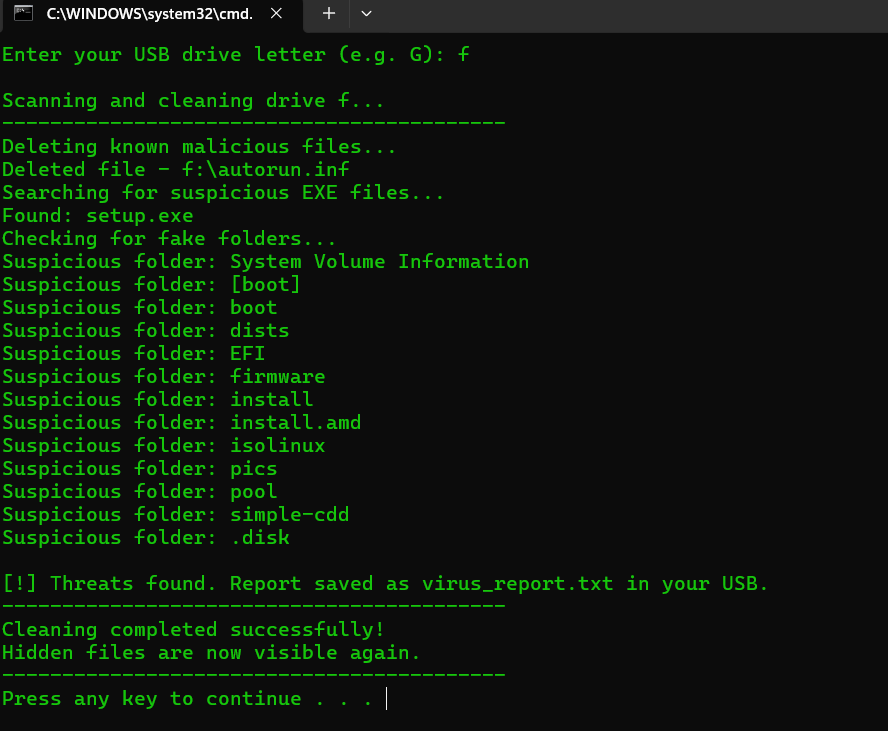 C:\WINDOWS\system32\cmd.
Enter your USB drive letter (e.g. G): f
Scanning and cleaning drive f...
------------------------------------------
Deleting known malicious files...
Deleted file - f:\autorun.inf
Searching for suspicious EXE files...
Found: setup.exe
Checking for fake folders...
Suspicious folder: System Volume Information
Suspicious folder: [boot]
Suspicious folder: boot
Suspicious folder: dists
Suspicious folder: EFI
Suspicious folder: firmware
Suspicious folder: install
Suspicious folder: install.amd
Suspicious folder: isolinux
Suspicious folder: pics
Suspicious folder: pool
Suspicious folder: simple-cdd
Suspicious folder: .disk
[!] Threats found. Report saved as virus_report.txt in your USB.
------------------------------------------
Cleaning completed successfully!
Hidden files are now visible again.
------------------------------------------
Press any key to continue . . .